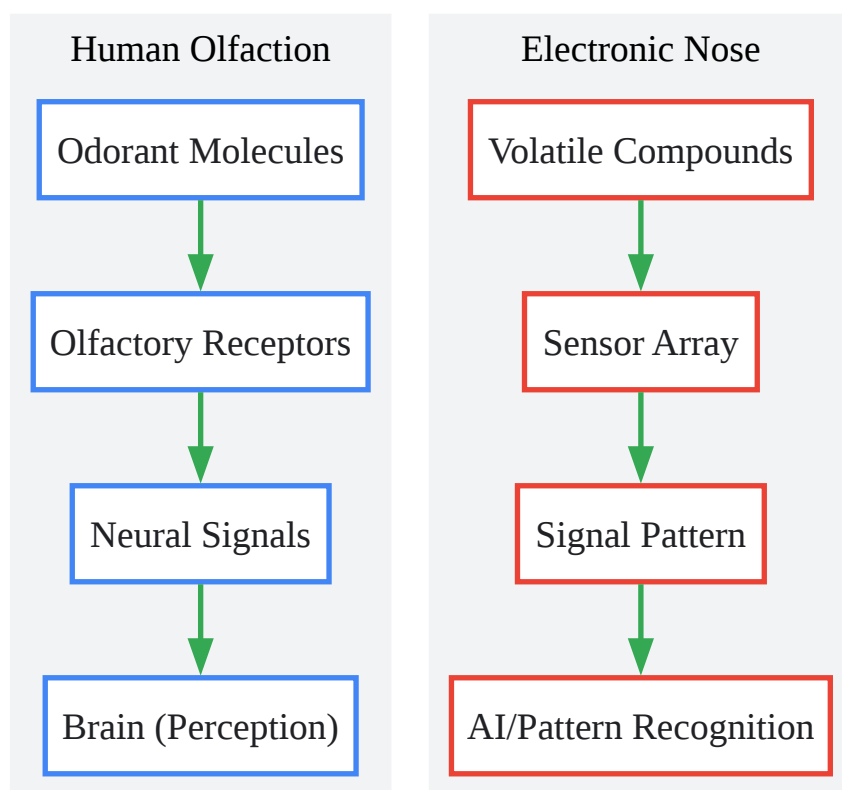 Human Olfaction
Odorant Molecules
Olfactory Receptors
Neural Signals
Brain (Perception)
Electronic Nose
Volatile Compounds
Sensor Array
Signal Pattern
AI/Pattern Recognition